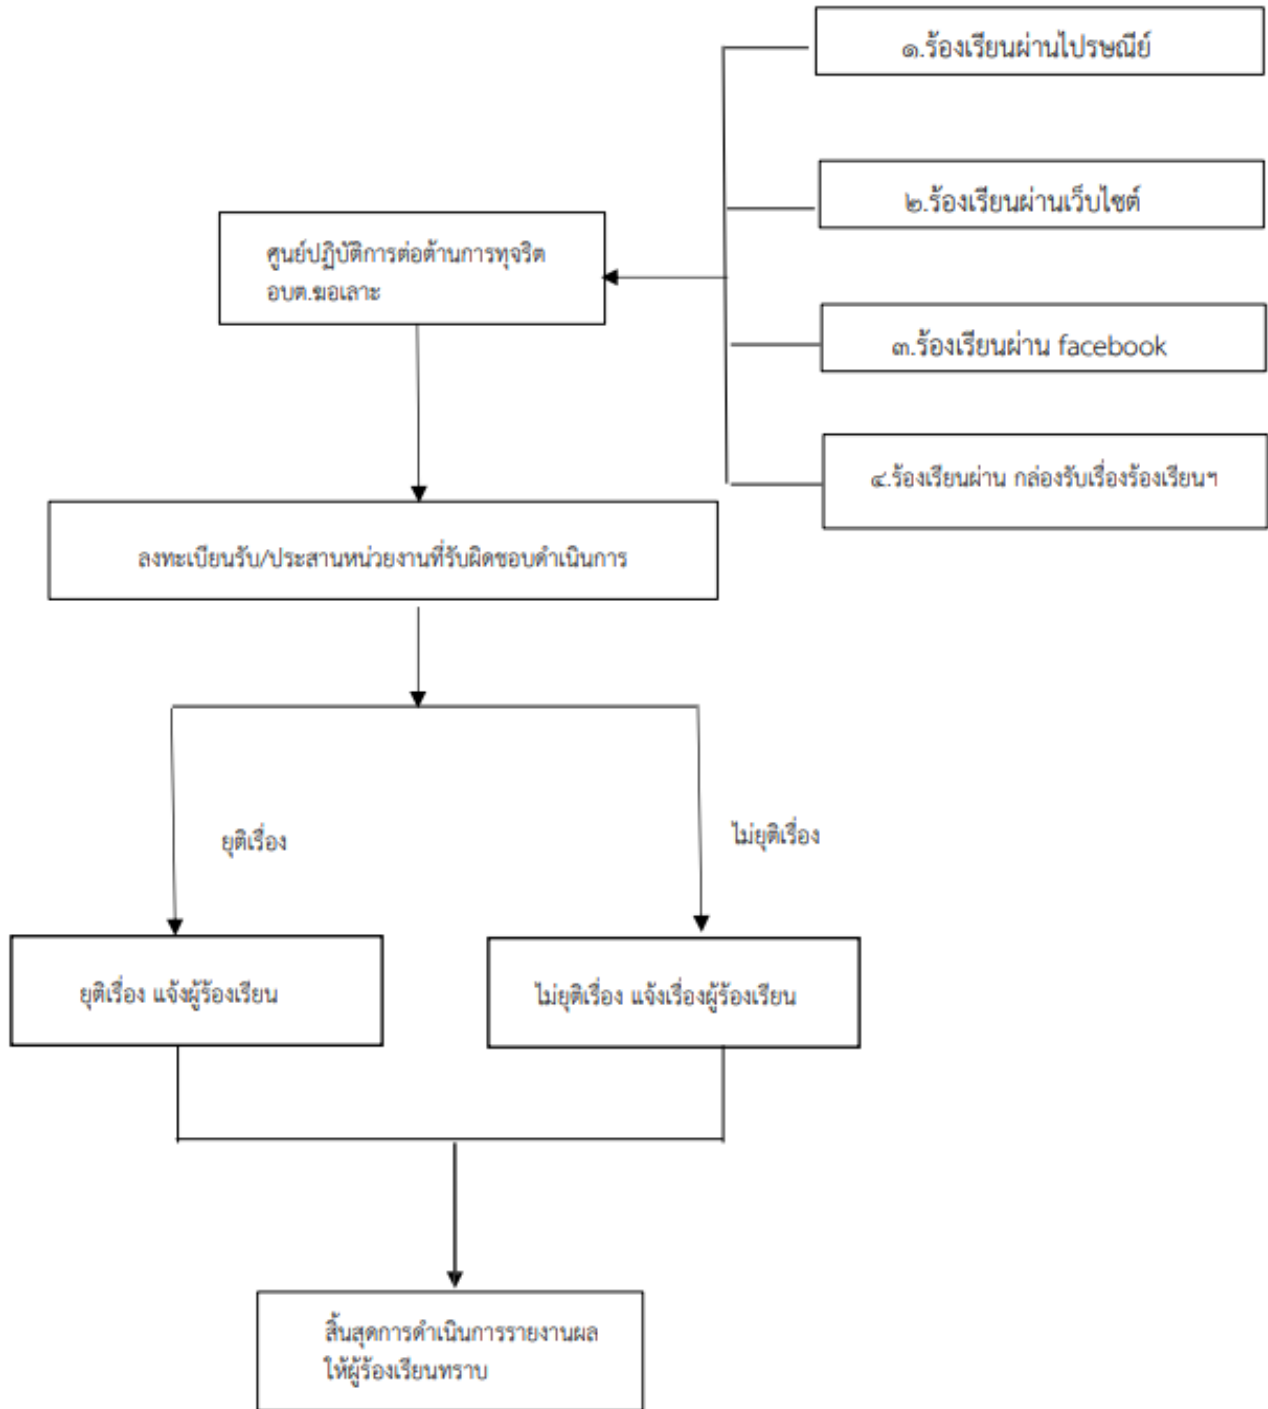 ๑.ร้องเรียนผ่านไปรษณีย์
๒.ร้องเรียนผ่านเว็บไซต์
ศูนย์ปฏิบัติการต่อต้านการทุจริต
อบต.ฆอเลาะ
๓.ร้องเรียนผ่าน facebook
๔.ร้องเรียนผ่าน กล่องรับเรื่องร้องเรียนฯ
ลงทะเบียนรับ/ประสานหน่วยงานที่รับผิดชอบดำเนินการ
ยุติเรื่อง
ไม่ยุติเรื่อง
ยุติเรื่อง แจ้งผู้ร้องเรียน
ไม่ยุติเรื่อง แจ้งเรื่องผู้ร้องเรียน
สิ้นสุดการดำเนินการรายงานผล
ให้ผู้ร้องเรียนทราบ